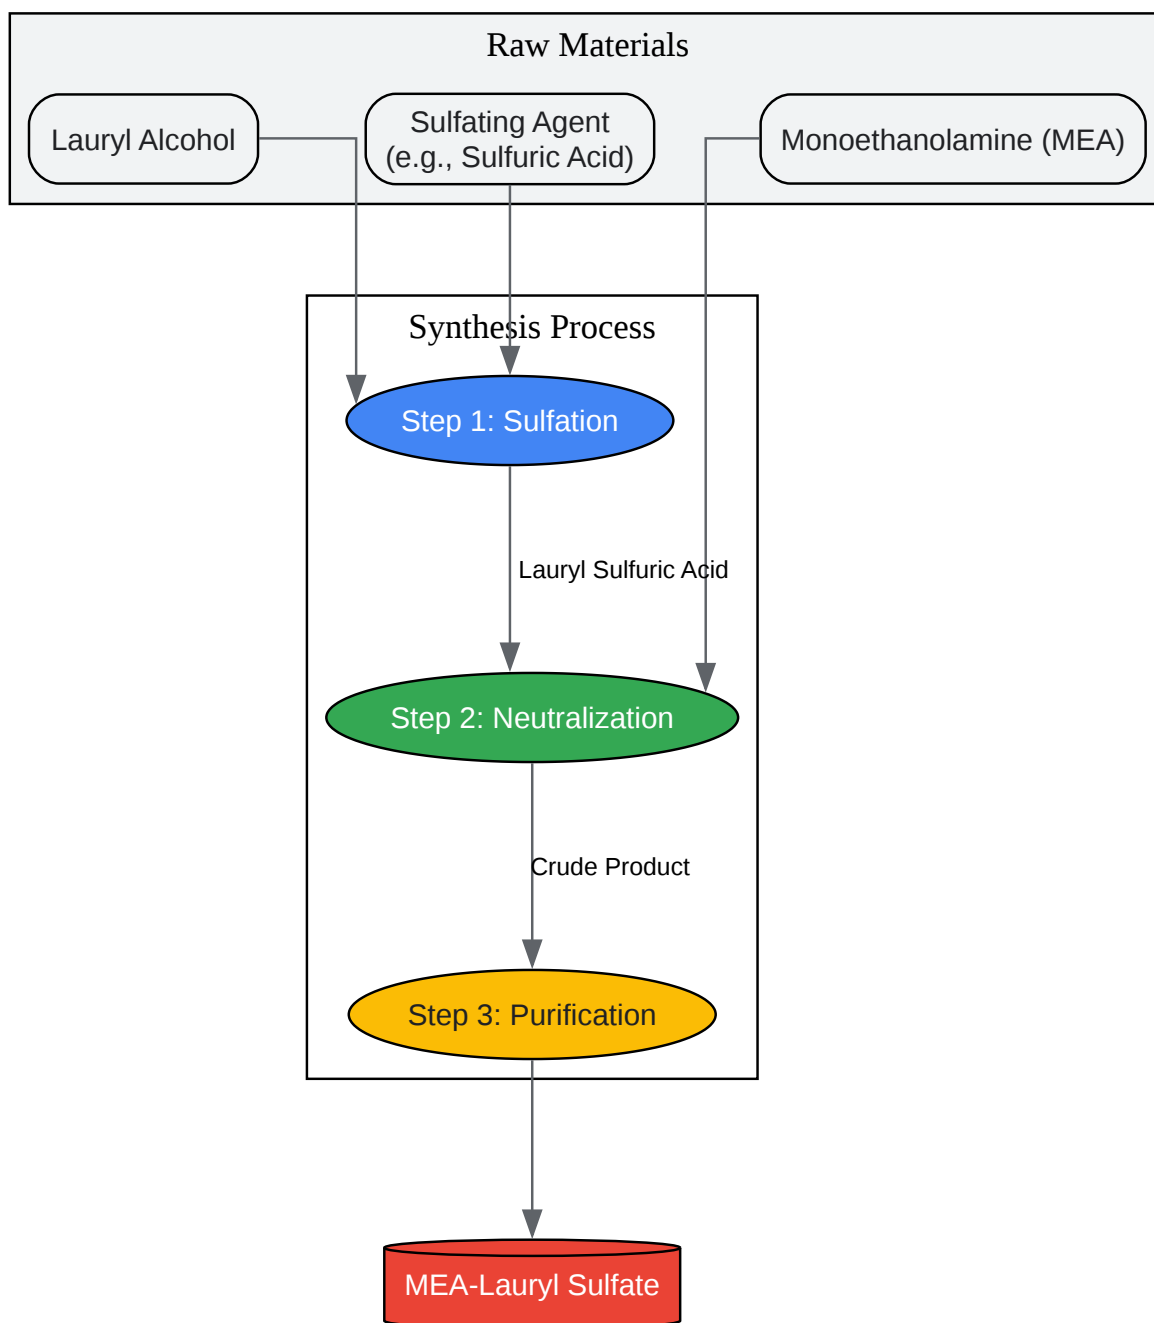 Raw Materials
Lauryl Alcohol
Sulfating Agent
(e.g., Sulfuric Acid)
Monoethanolamine (MEA)
Synthesis Process
Step 1: Sulfation
Lauryl Sulfuric Acid
Step 2: Neutralization
Crude Product
Step 3: Purification
MEA-Lauryl Sulfate